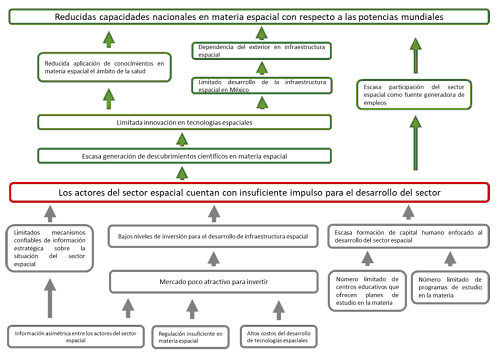 Reducidas capacidades nacionales en materia espacial con respecto a las potencias mundiales
Dependencia del exterior en infraestructura
espacial
Reducida aplicación de conocimientos en
materia espacial el ámbito de la salud
Limitado desarrollo de la infraestructura
espacial en México
Escasa participación del sector
espacial como fuente generadora de
empleos
Limitada innovación en tecnologías espaciales
Escasa generación de descubrimientos científicos en materia espacial
Los actores del sector espacial cuentan con insuficiente impulso para el desarrollo del sector
Limitados mecanismos
confiables de información
estratégica sobre la
situación del sector
espacial
Bajos niveles de inversión para el desarrollo de infraestructura espacial
Escasa formación de capital humano enfocado al
desarrollo del sector espacial
Mercado poco atractivo para invertir
Número limitado de
centros educativos que
ofrecen planes de
estudio en la materia
Número limitado de
programas de estudio
en la materia
Información asimétrica entre los actores del sector
espacial
Regulación insuficiente en
materia espacial
Altos costos del desarrollo
de tecnologías espaciales